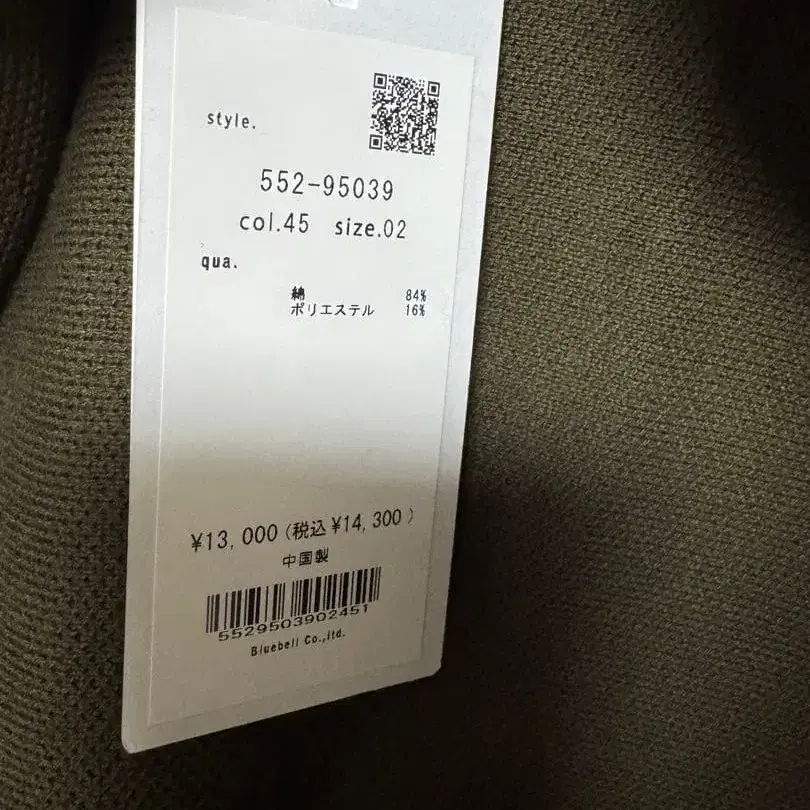 style.
552-95039
col.45 size.02
qua.
綿 84%
ポリエステル 16%
¥13,000(税込¥14,300)
中国製
5529503902451
Bluebell Co.,ltd.